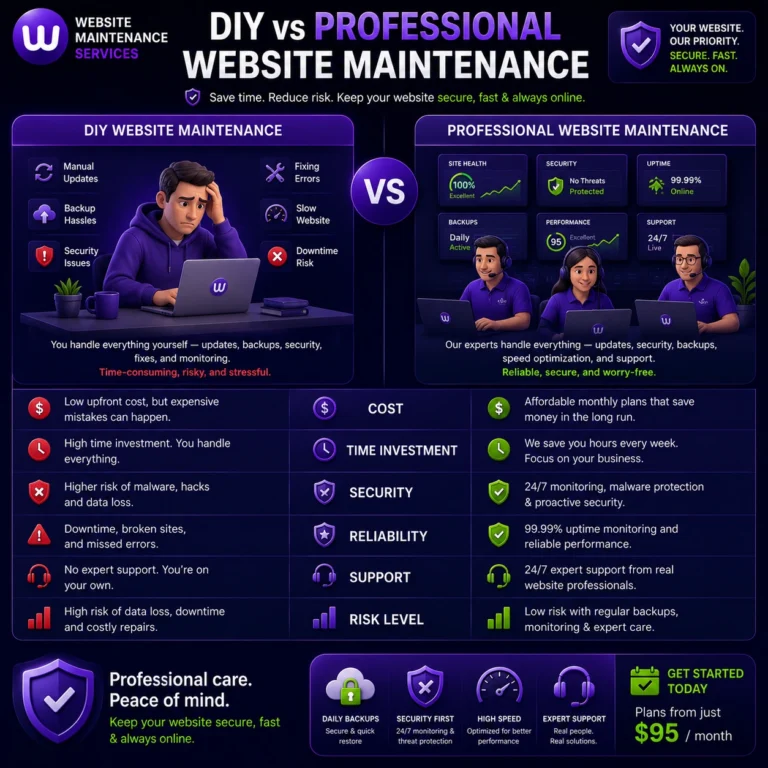 W
WEBSITE
MAINTENANCE
SERVICES
DIY vs PROFESSIONAL
WEBSITE MAINTENANCE
Save time. Reduce risk. Keep your website secure, fast & always online.
YOUR WEBSITE.
OUR PRIORITY.
SECURE. FAST.
ALWAYS ON.
DIY WEBSITE MAINTENANCE
Manual
Updates
Backup
Hassles
Security
Issues
Fixing
Errors
Slow
Website
Downtime
Risk
W
You handle everything yourself — updates, backups, security,
fixes, and monitoring.
Time-consuming, risky, and stressful.
VS
PROFESSIONAL WEBSITE MAINTENANCE
SITE HEALTH
100%
Excellent
SECURITY
No Threats
Protected
UPTIME
99.99%
Online
BACKUPS
Daily
Active
PERFORMANCE
95
Excellent
SUPPORT
24/7
Live
W
W
W
Our experts handle everything — updates, security, backups,
speed optimization, and support.
Reliable, secure, and worry-free.
$
Low upfront cost, but expensive
mistakes can happen.
$
COST
$
Affordable monthly plans that save
money in the long run.
High time investment. You handle
everything.
TIME INVESTMENT
We save you hours every week.
Focus on your business.
Higher risk of malware, hacks
and data loss.
SECURITY
24/7 monitoring, malware protection
& proactive security.
Downtime, broken sites,
and missed errors.
RELIABILITY
99.99% uptime monitoring and
reliable performance.
No expert support. You're on
your own.
SUPPORT
24/7 expert support from real
website professionals.
High risk of data loss, downtime
and costly repairs.
RISK LEVEL
Low risk with regular backups,
monitoring & expert care.
Professional care.
Peace of mind.
Keep your website secure, fast
& always online.
DAILY BACKUPS
Secure & quick
restore
SECURITY FIRST
24/7 monitoring &
threat protection
HIGH SPEED
Optimized for better
performance
EXPERT SUPPORT
Real people.
Real solutions.
GET STARTED
TODAY
Plans from just
$95 / month